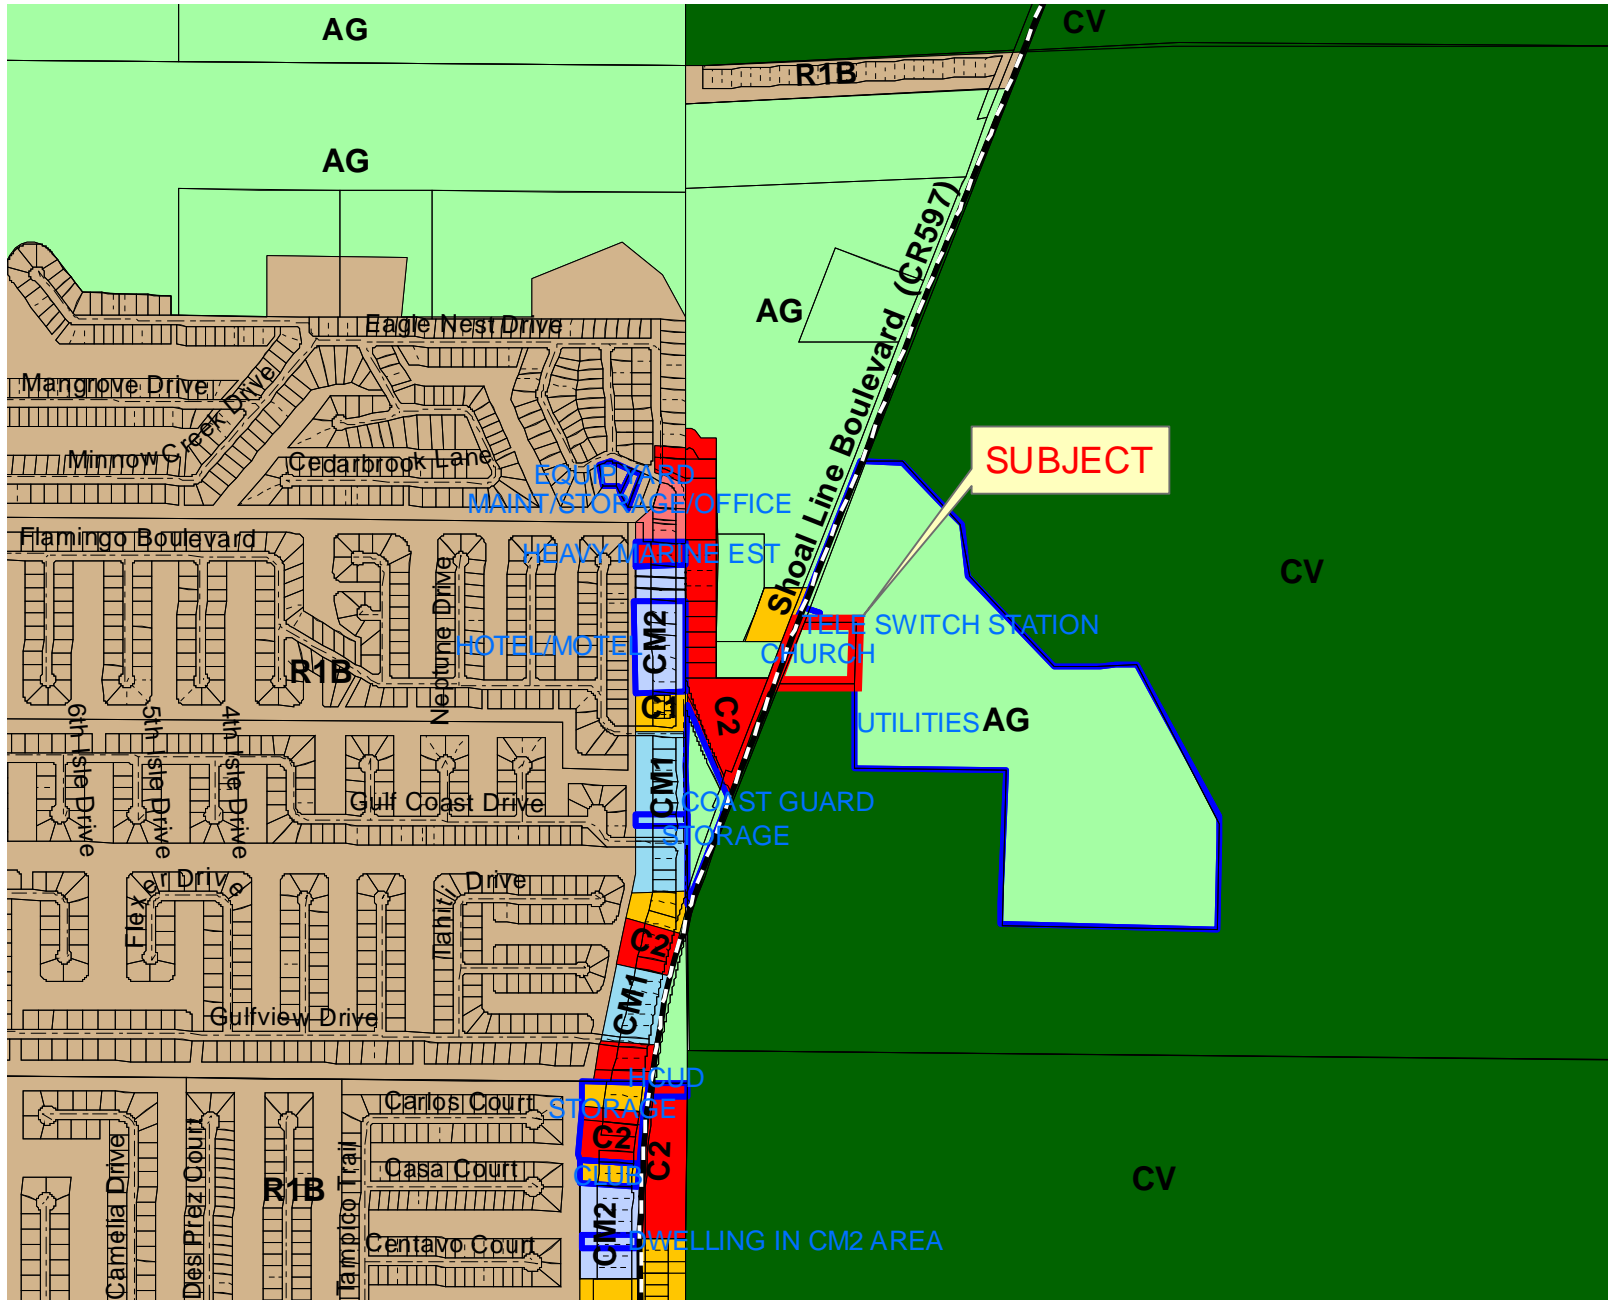 AG
CV
R1B
AG
Shoal Line Boulevard (CR597)
AG
Eagle Nest Drive
Mangrove Drive
Minnow Creek Drive
Cedarbrook Lane
SUBJECT
EQUIP YARD
MAINT/STORAGE/OFFICE
Flamingo Boulevard
HEAVY MARINE EST
CV
Neptune Drive
CM2
HOTEL/MOTEL
TELE SWITCH STATION
CHURCH
R1B
C1
C2
UTILITIES
AG
6th Isle Drive
5th Isle Drive
4th Isle Drive
CM1
Gulf Coast Drive
COAST GUARD
STORAGE
Flexer Drive
Tahiti Drive
C2
CM1
Gulfview Drive
HCUD
STORAGE
Carlos Court
C2
C2
Casa Court
CLUB
CV
R1B
Camelia Drive
Des Prez Court
Tampico Trail
CM2
Centavo Court
DWELLING IN CM2 AREA